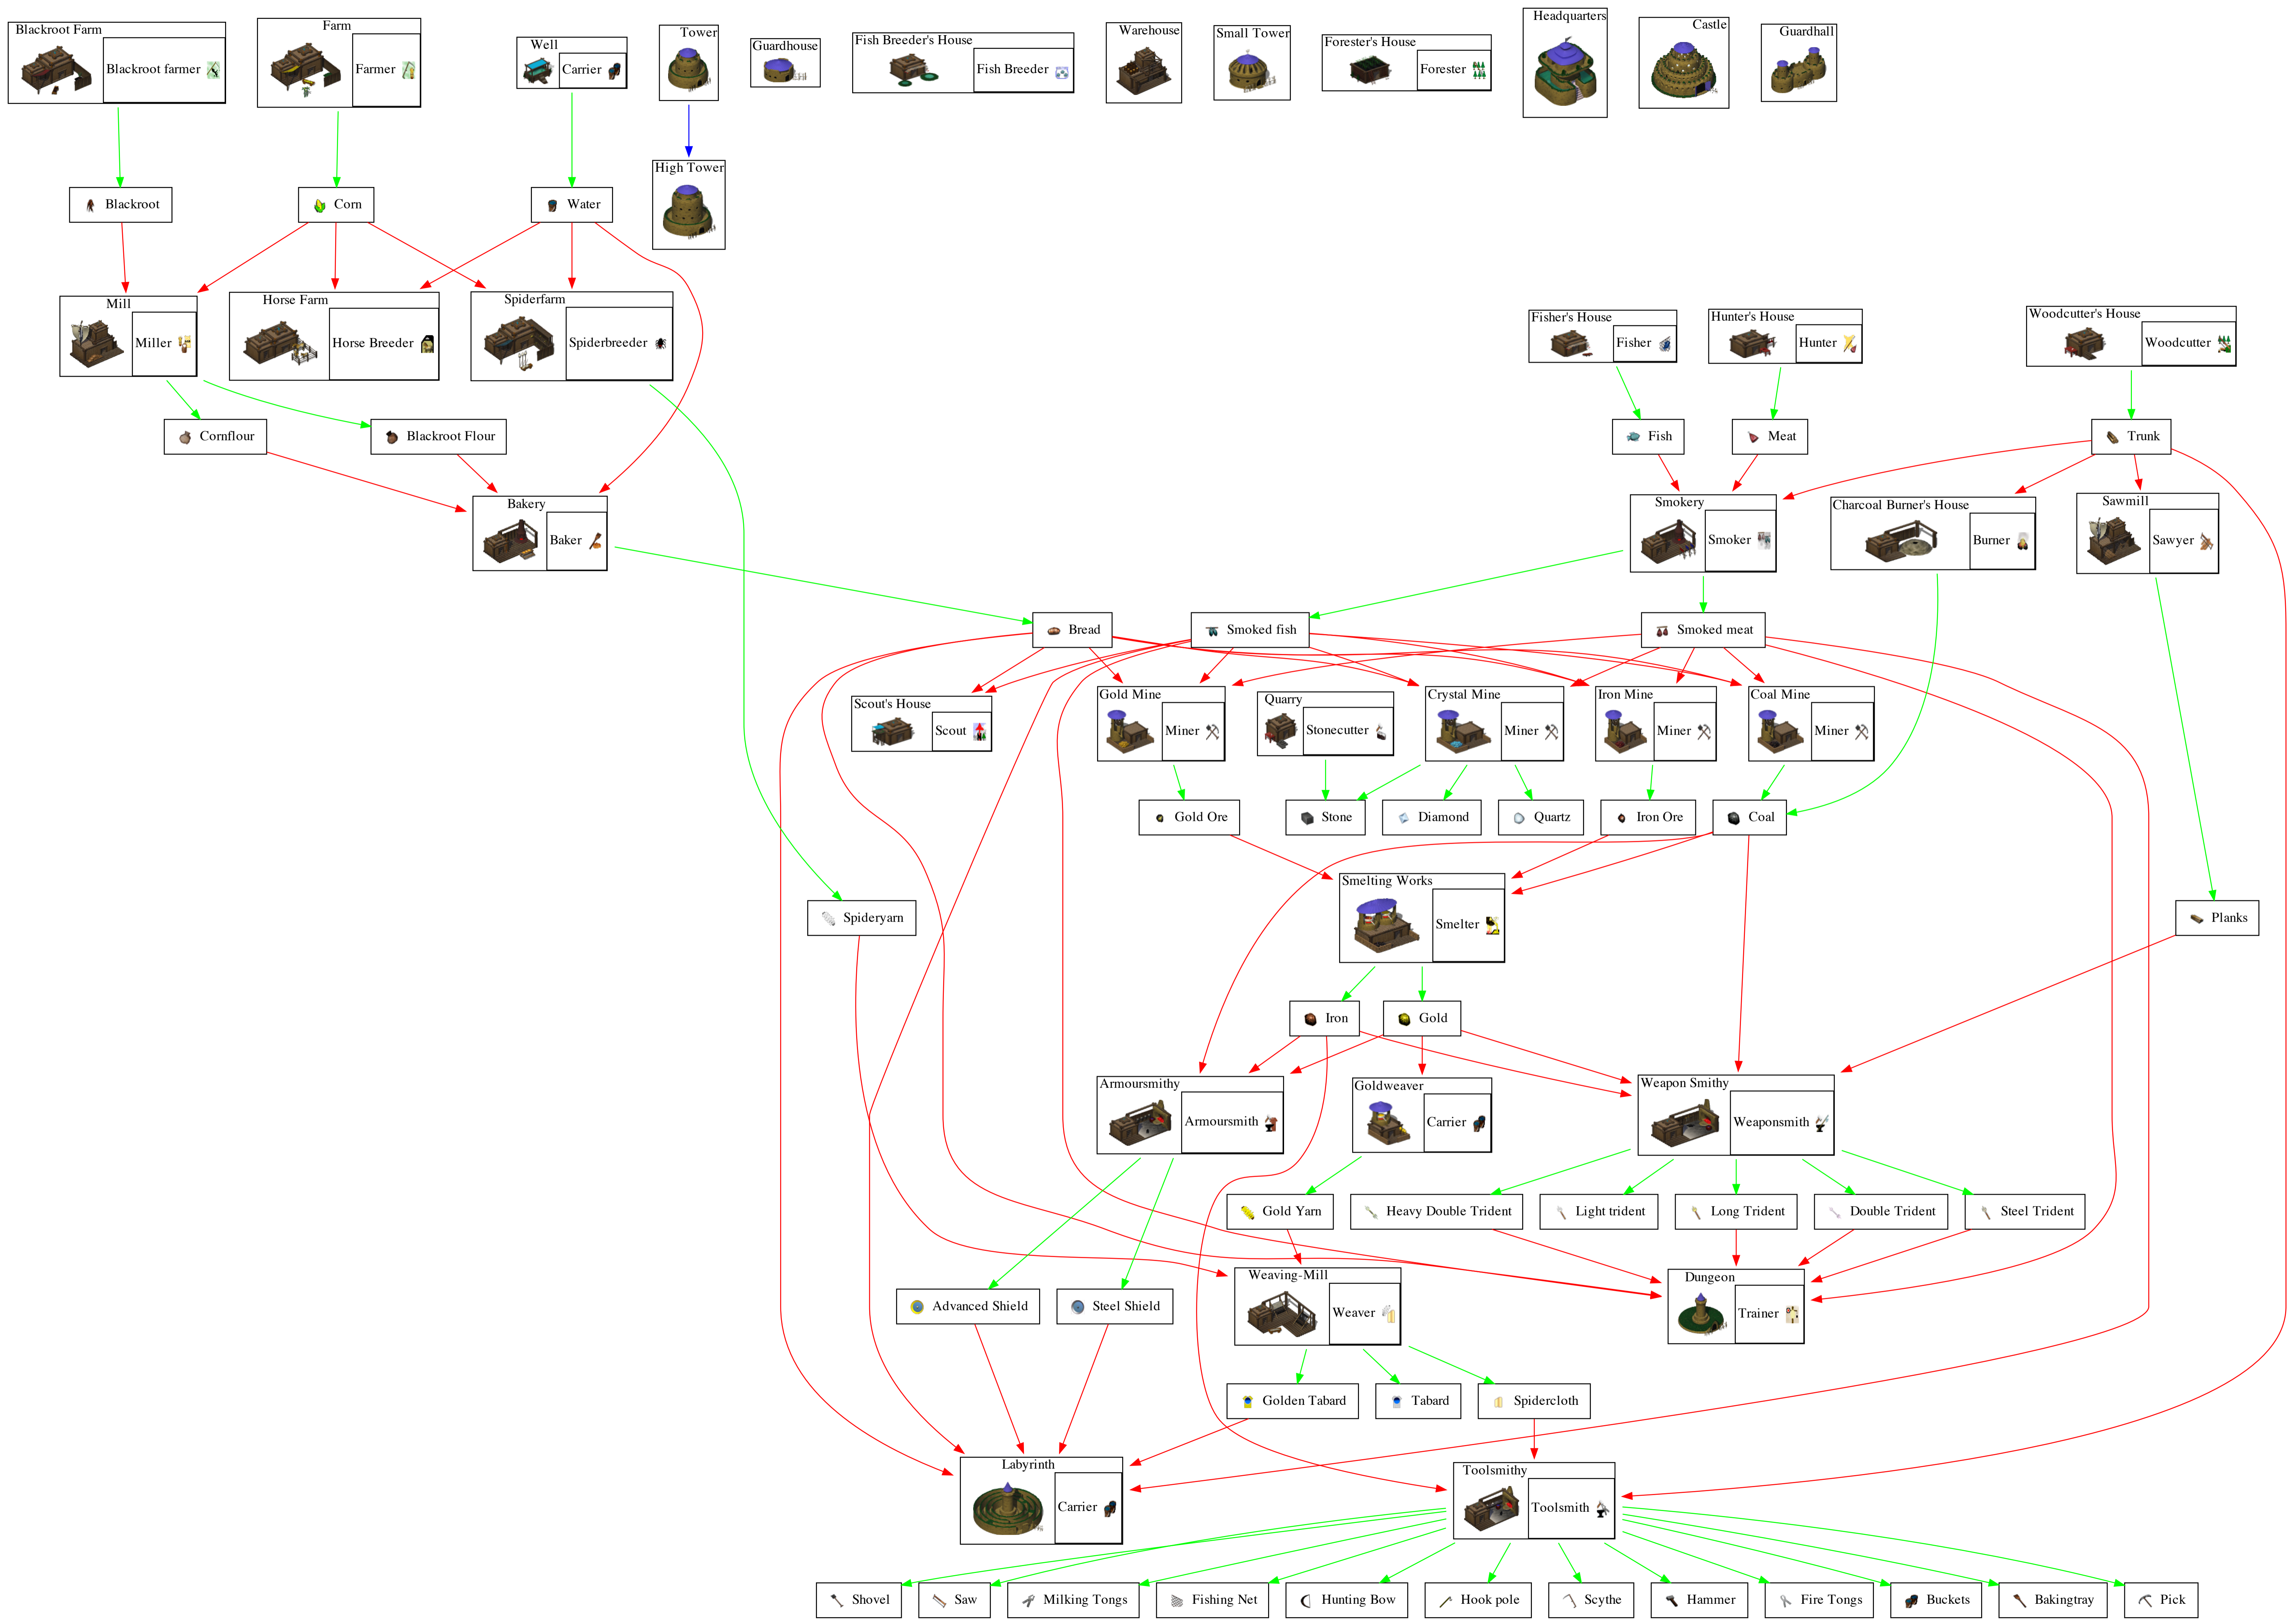 Blackroot Farm
Blackroot farmer
Farm
Farmer
Well
Carrier
Tower
Guardhouse
Fish Breeder's House
Fish Breeder
Warehouse
Small Tower
Forester's House
Forester
Headquarters
Castle
Guardhall
High Tower
Blackroot
Corn
Water
Mill
Miller
Horse Farm
Horse Breeder
Spiderfarm
Spiderbreeder
Fisher's House
Fisher
Hunter's House
Hunter
Woodcutter's House
Woodcutter
Cornflour
Blackroot Flour
Fish
Meat
Trunk
Bakery
Baker
Smokery
Smoker
Charcoal Burner's House
Burner
Sawmill
Sawyer
Bread
Smoked fish
Smoked meat
Scout's House
Scout
Gold Mine
Miner
Quarry
Stonecutter
Crystal Mine
Miner
Iron Mine
Miner
Coal Mine
Miner
Gold Ore
Stone
Diamond
Quartz
Iron Ore
Coal
Smelting Works
Smelter
Spideryarn
Planks
Iron
Gold
Armoursmithy
Armoursmith
Goldweaver
Carrier
Weapon Smithy
Weaponsmith
Gold Yarn
Heavy Double Trident
Light trident
Long Trident
Double Trident
Steel Trident
Advanced Shield
Steel Shield
Weaving-Mill
Weaver
Dungeon
Trainer
Golden Tabard
Tabard
Spidercloth
Labyrinth
Carrier
Toolsmithy
Toolsmith
Shovel
Saw
Milking Tongs
Fishing Net
Hunting Bow
Hook pole
Scythe
Hammer
Fire Tongs
Buckets
Bakingtray
Pick